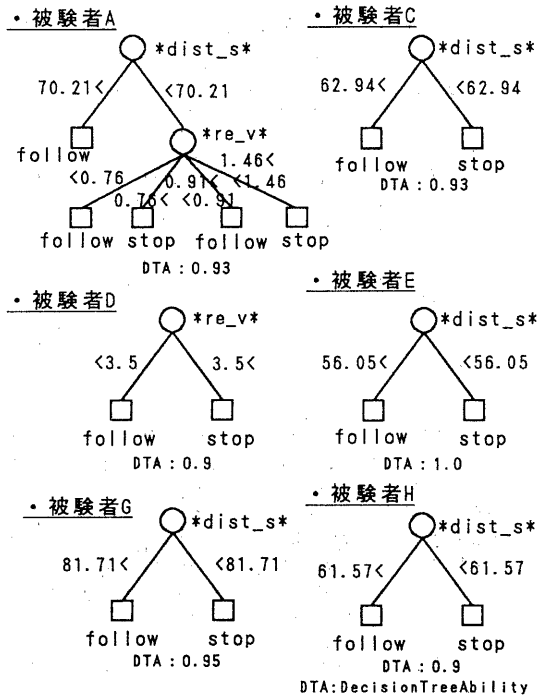 ・被験者A
*dist_s*
70.21<
<70.21
follow
*re_v*
<0.76
0.76<
0.91<
<0.91
1.46<
<1.46
follow stop follow stop
DTA:0.93
・被験者C
*dist_s*
62.94<
<62.94
follow stop
DTA:0.93
・被験者D
*re_v*
<3.5
3.5<
follow stop
DTA:0.9
・被験者E
*dist_s*
56.05<
<56.05
follow stop
DTA:1.0
・被験者G
*dist_s*
81.71<
<81.71
follow stop
DTA:0.95
・被験者H
*dist_s*
61.57<
<61.57
follow stop
DTA:0.9
DTA:DecisionTreeAbility